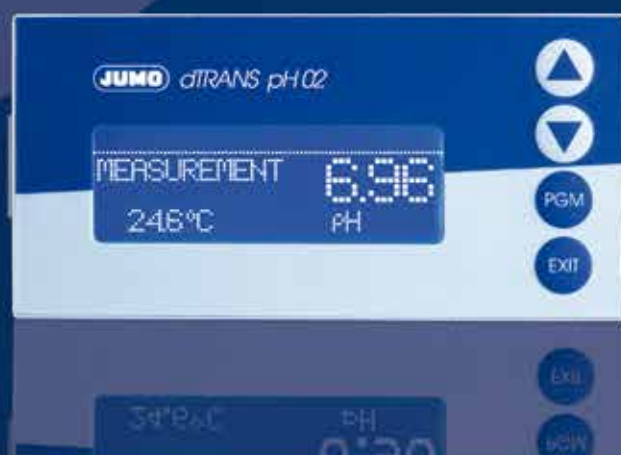 JUMO dTRANS pH 02
MEASUREMENT 6.96
24.6°C pH
PGM
EXIT